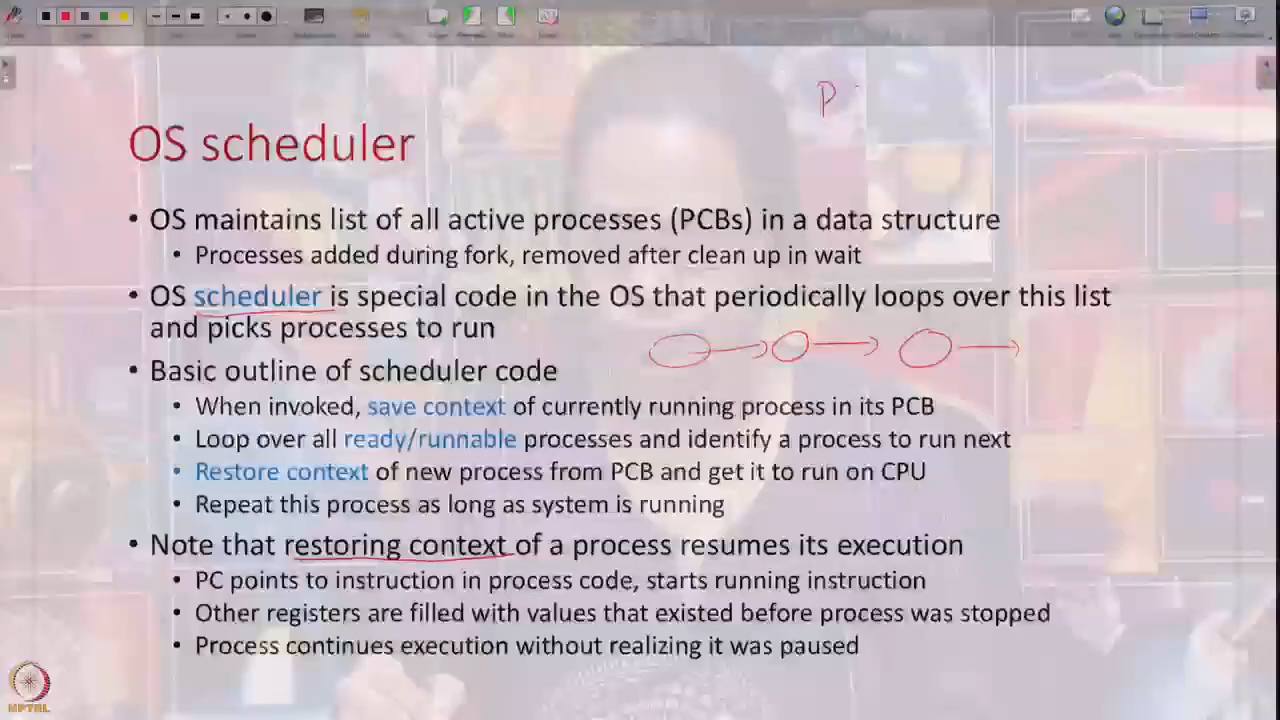 P
OS scheduler
• OS maintains list of all active processes (PCBs) in a data structure
• Processes added during fork, removed after clean up in wait
• OS scheduler is special code in the OS that periodically loops over this list
and picks processes to run
• Basic outline of scheduler code
• When invoked, save context of currently running process in its PCB
• Loop over all ready/runnable processes and identify a process to run next
• Restore context of new process from PCB and get it to run on CPU
• Repeat this process as long as system is running
• Note that restoring context of a process resumes its execution
• PC points to instruction in process code, starts running instruction
• Other registers are filled with values that existed before process was stopped
• Process continues execution without realizing it was paused
NPTEL